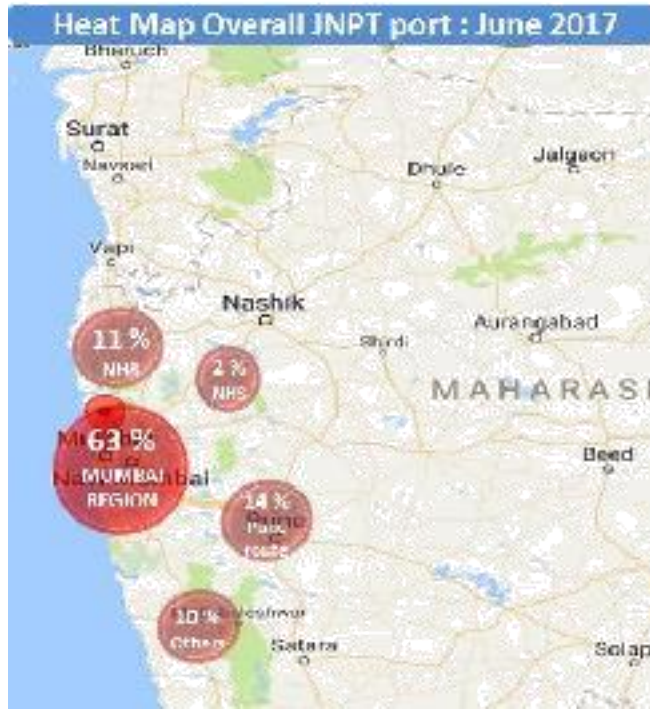 Heat Map Overall JNPT port : June 2017
Bharuch
Surat
Navsari
Dhule
Jalgaon
Vapi
Nashik
Aurangabad
Shirdi
11 %
NH8
2 %
MAHARAS
63 %
MUMBAI
REGION
Beed
14 %
Pune
route
10 %
Others
Satara
Solap